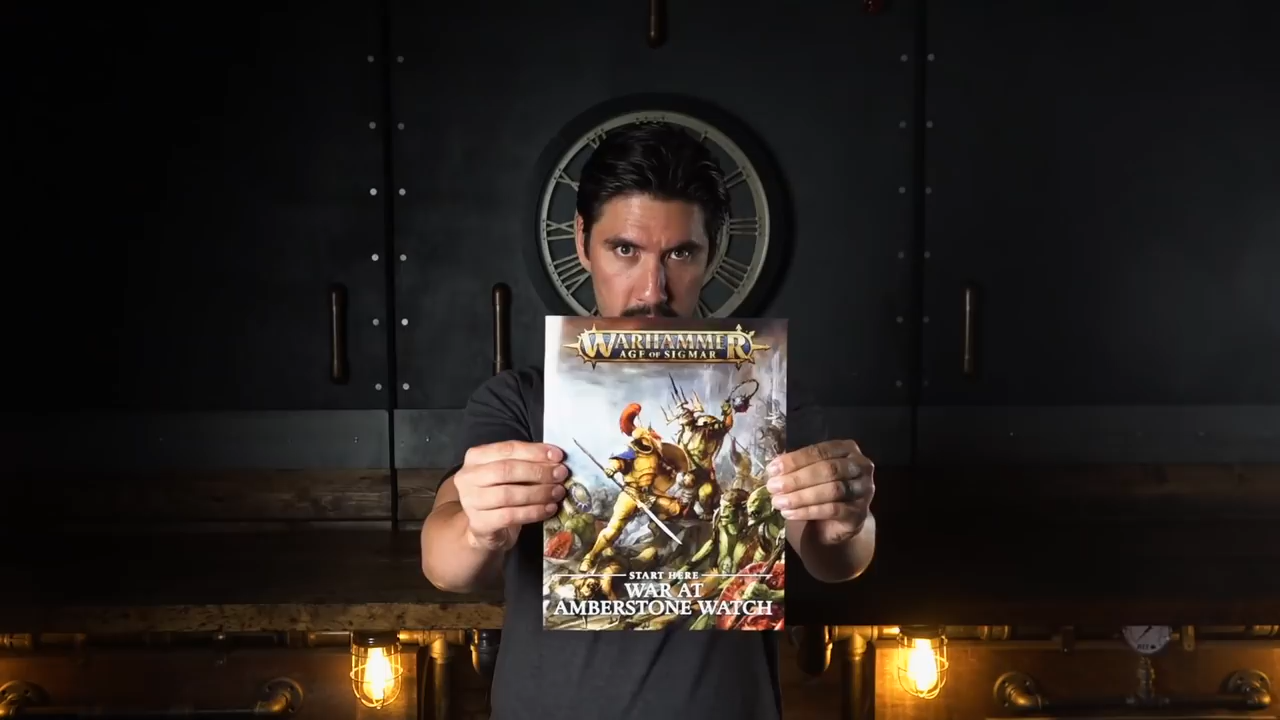 WARHAMMER
AGE OF SIGMAR
START HERE
WAR AT
AMBERSTONE WATCH